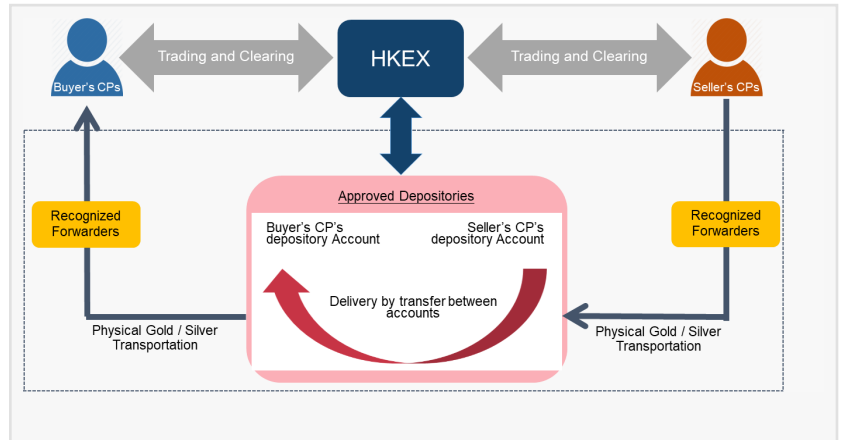 Trading and Clearing
HKEX
Trading and Clearing
Buyer's CPs
Seller's CPs
Approved Depositories
Recognized
Forwarders
Buyer's CP's
depository Account
Seller's CP's
depository Account
Recognized
Forwarders
Delivery by transfer between
accounts
Physical Gold / Silver
Transportation
Physical Gold / Silver
Transportation